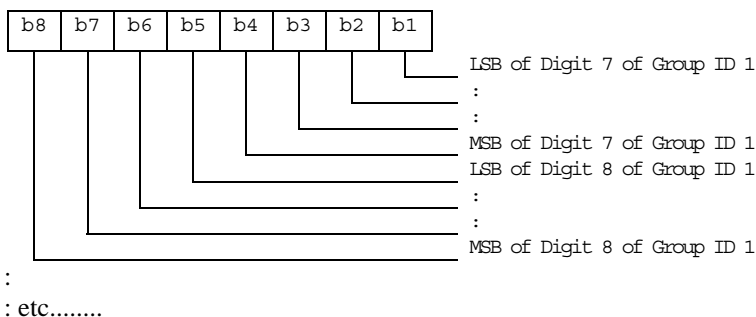 b8 b7 b6 b5 b4 b3 b2 b1
LSB of Digit 7 of Group ID 1
:
:
MSB of Digit 7 of Group ID 1
LSB of Digit 8 of Group ID 1
:
:
MSB of Digit 8 of Group ID 1
:
: etc........